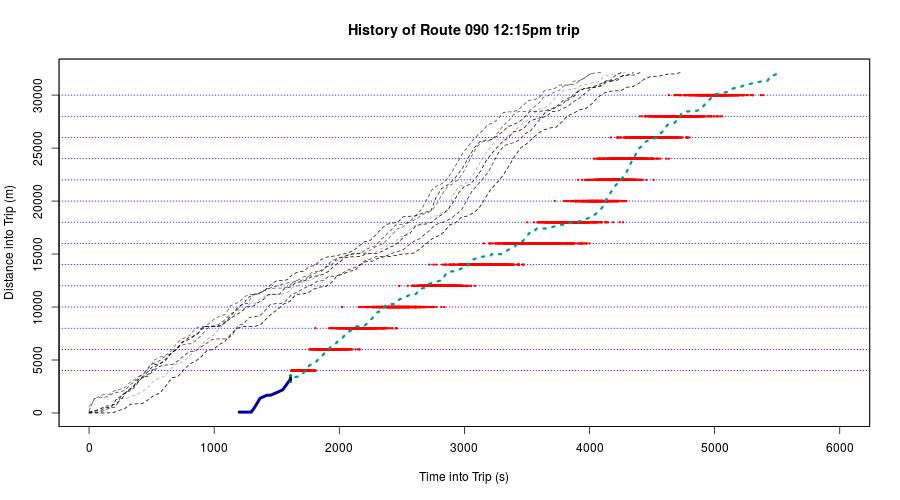 History of Route 090 12:15pm trip
Distance into Trip (m)
30000
25000
20000
15000
10000
5000
0
0 1000 2000 3000 4000 5000 6000
Time into Trip (s)